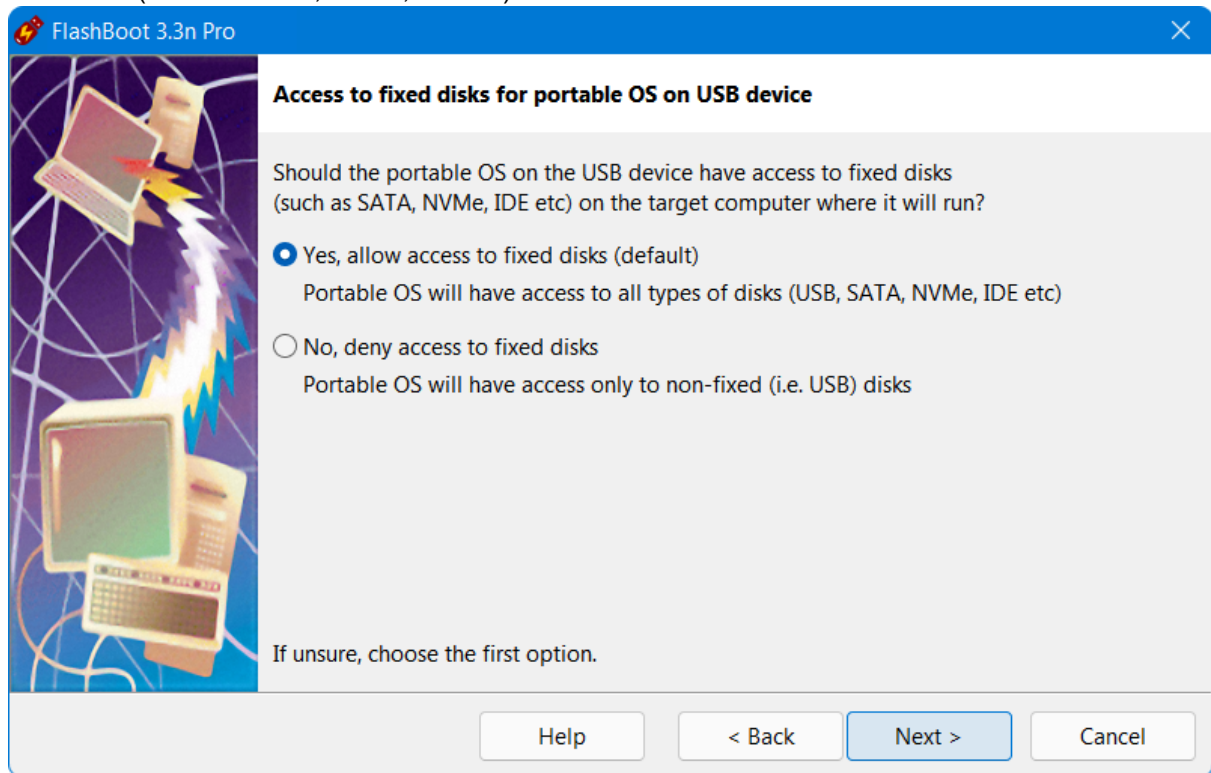 FlashBoot 3.3n Pro
Access to fixed disks for portable OS on USB device
Should the portable OS on the USB device have access to fixed disks
(such as SATA, NVMe, IDE etc) on the target computer where it will run?
Yes, allow access to fixed disks (default)
Portable OS will have access to all types of disks (USB, SATA, NVMe, IDE etc)
No, deny access to fixed disks
Portable OS will have access only to non-fixed (i.e. USB) disks
If unsure, choose the first option.
Help
< Back
Next >
Cancel